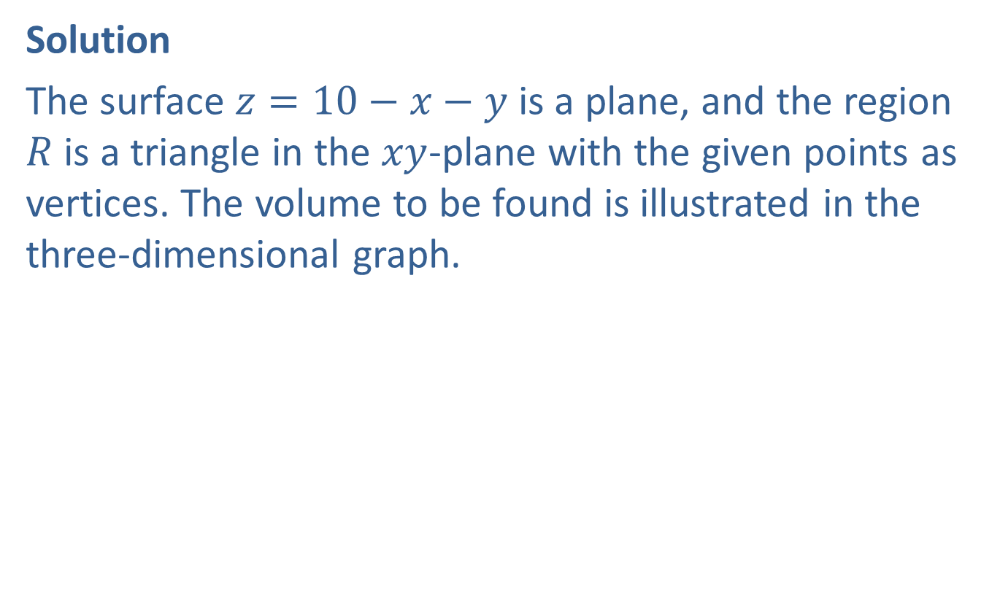 Solution
The surface z = 10 − x − y is a plane, and the region
R is a triangle in the xy-plane with the given points as
vertices. The volume to be found is illustrated in the
three-dimensional graph.